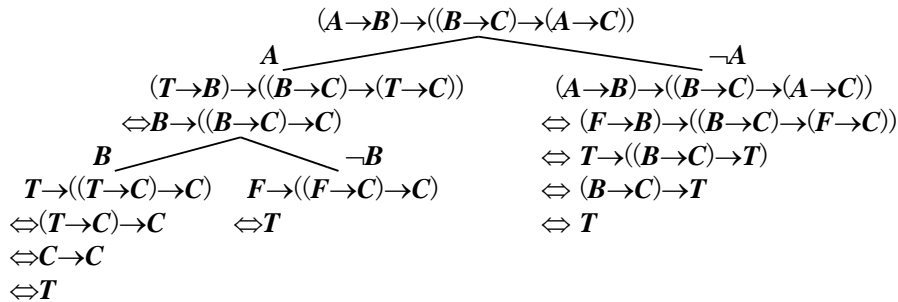 (A→B)→((B→C)→(A→C))
A
¬A
(T→B)→((B→C)→(T→C))
(A→B)→((B→C)→(A→C))
⇔B→((B→C)→C)
⇔ (F→B)→((B→C)→(F→C))
B
¬B
⇔ T→((B→C)→T)
T→((T→C)→C)
F→((F→C)→C)
⇔ (B→C)→T
⇔(T→C)→C
⇔T
⇔ T
⇔C→C
⇔T